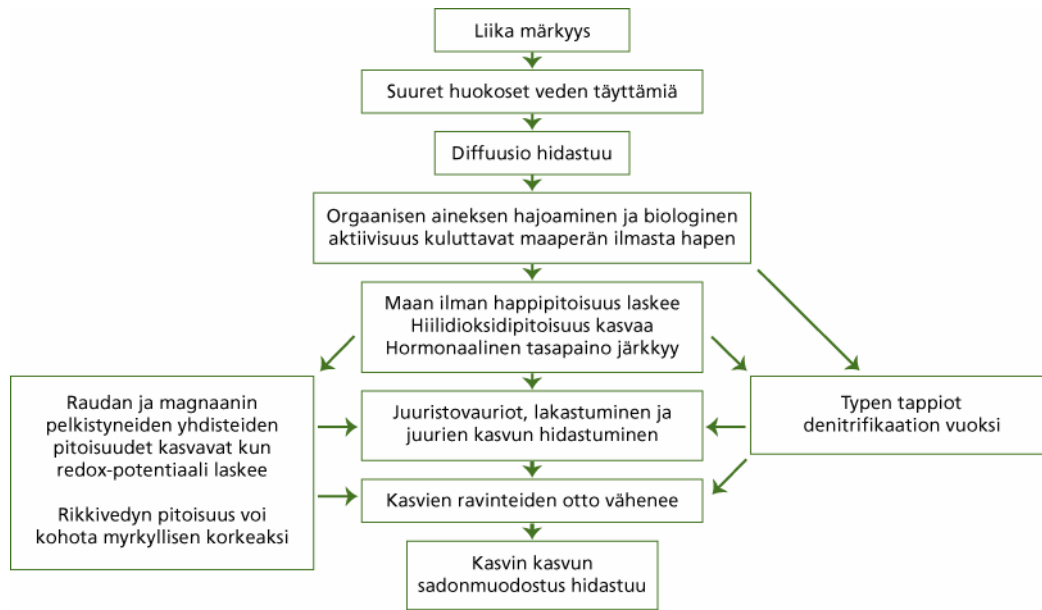 Liika märkyys
Suuret huokoset veden täyttämiä
Diffuusio hidastuu
Orgaanisen aineksen hajoaminen ja biologinen
aktiivisuus kuluttavat maaperän ilmasta hapen
Maan ilman happipitoisuus laskee
Hiilidioksidipitoisuus kasvaa
Hormonaalinen tasapaino järkkyy
Raudan ja magnaanin
pelkistyneiden yhdisteiden
pitoisuudet kasvavat kun
redox-potentiaali laskee
Rikkivedyn pitoisuus voi
kohota myrkyllisen korkeaksi
Juuristovauriot, lakastuminen ja
juurien kasvun hidastuminen
Typen tappiot
denitrifikaation vuoksi
Kasvien ravinteiden otto vähenee
Kasvin kasvun
sadonmuodostus hidastuu